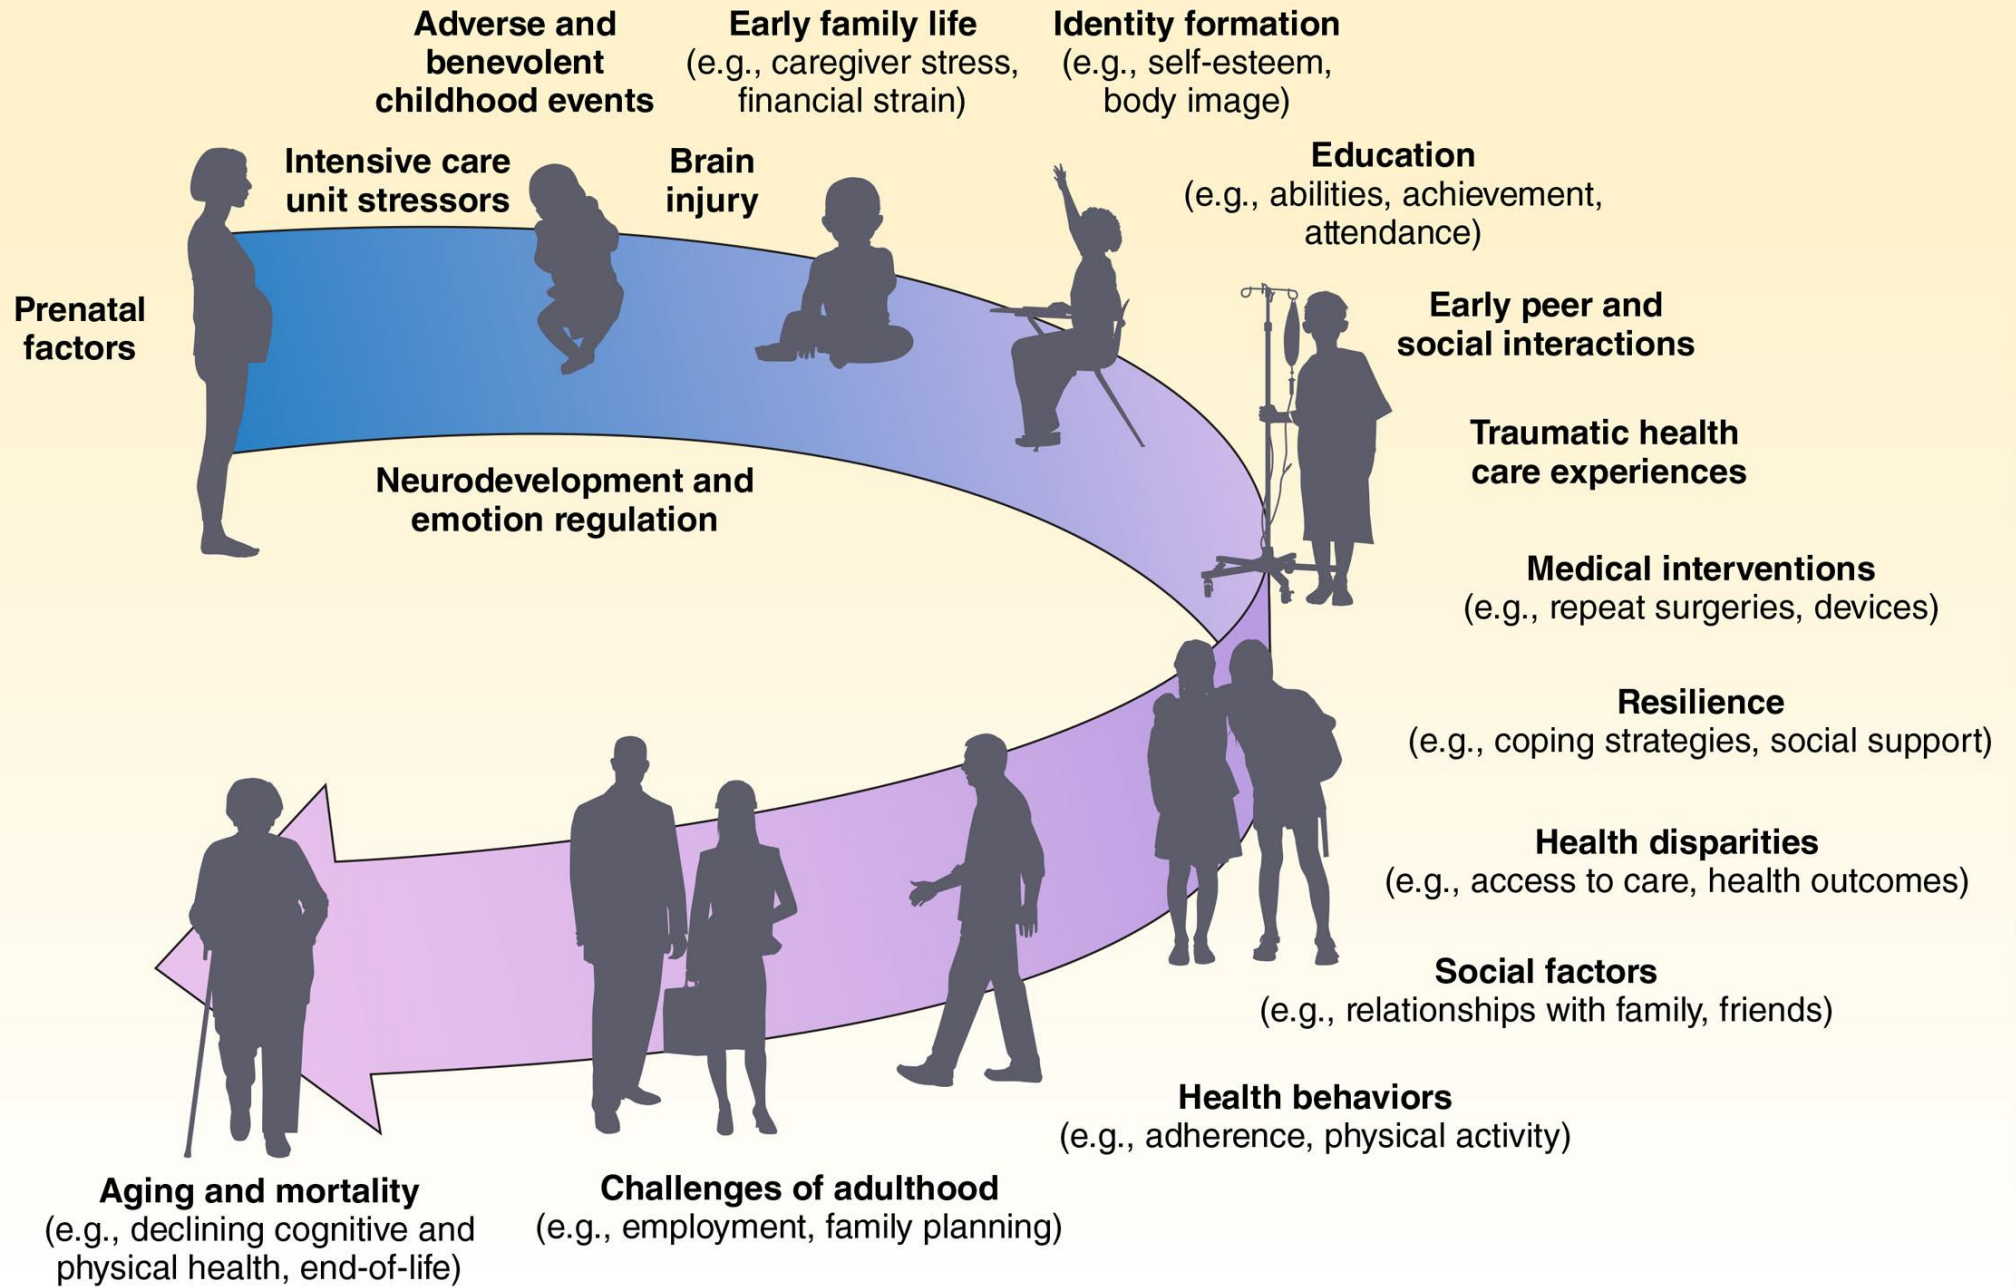 Adverse and
benevolent
childhood events
Early family life
(e.g., caregiver stress,
financial strain)
Identity formation
(e.g., self-esteem,
body image)
Intensive care
unit stressors
Brain
injury
Education
(e.g., abilities, achievement,
attendance)
Prenatal
factors
Early peer and
social interactions
Neurodevelopment and
emotion regulation
Traumatic health
care experiences
Medical interventions
(e.g., repeat surgeries, devices)
Resilience
(e.g., coping strategies, social support)
Health disparities
(e.g., access to care, health outcomes)
Social factors
(e.g., relationships with family, friends)
Health behaviors
(e.g., adherence, physical activity)
Challenges of adulthood
(e.g., employment, family planning)
Aging and mortality
(e.g., declining cognitive and
physical health, end-of-life)